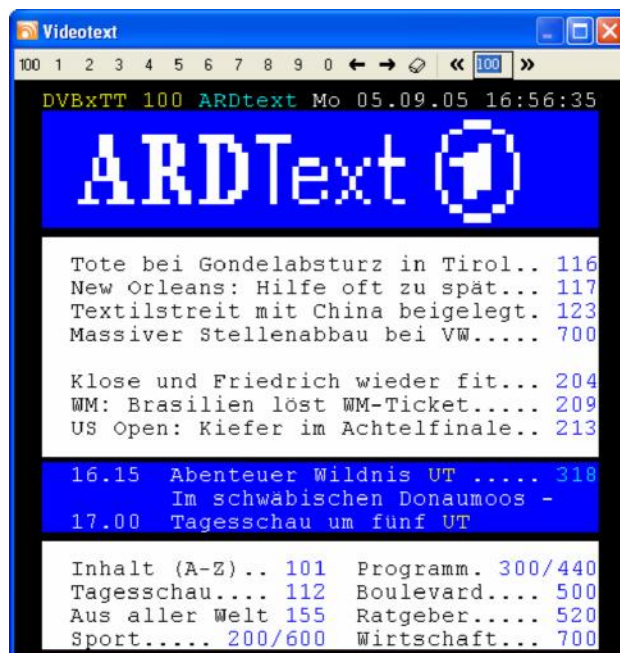 Videotext
100 1 2 3 4 5 6 7 8 9 0 ← → « 100 »
DVBxTT 100 ARDtext Mo 05.09.05 16:56:35
ARDText 1
Tote bei Gondelabsturz in Tirol.. 116
New Orleans: Hilfe oft zu spät... 117
Textilstreit mit China beigelegt. 123
Massiver Stellenabbau bei VW..... 700
Klose und Friedrich wieder fit... 204
WM: Brasilien löst WM-Ticket..... 209
US Open: Kiefer im Achtelfinale.. 213
16.15 Abenteuer Wildnis UT ..... 318
Im schwäbischen Donaumoos -
17.00 Tagesschau um fünf UT
Inhalt (A-Z).. 101 Programm. 300/440
Tagesschau.... 112 Boulevard.... 500
Aus aller Welt 155 Ratgeber..... 520
Sport..... 200/600 Wirtschaft... 700